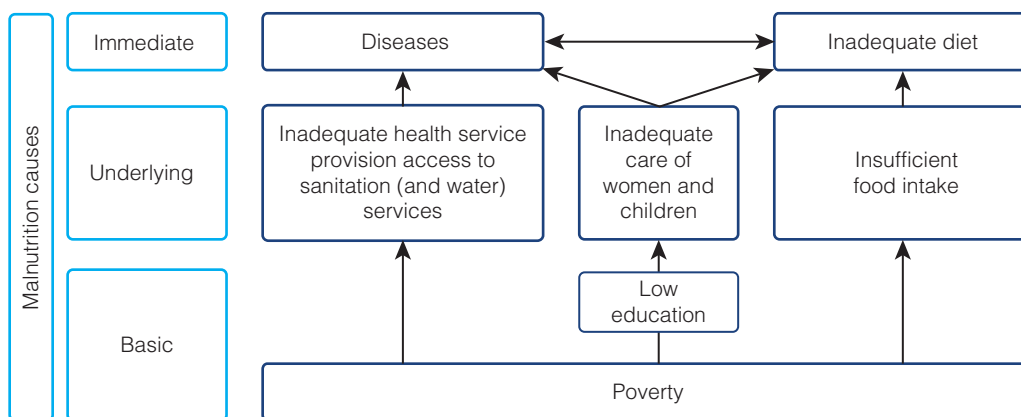 Malnutrition causes
Immediate
Diseases
Inadequate diet
Underlying
Inadequate health service
provision access to
sanitation (and water)
services
Inadequate
care of
women and
children
Insufficient
food intake
Basic
Low
education
Poverty